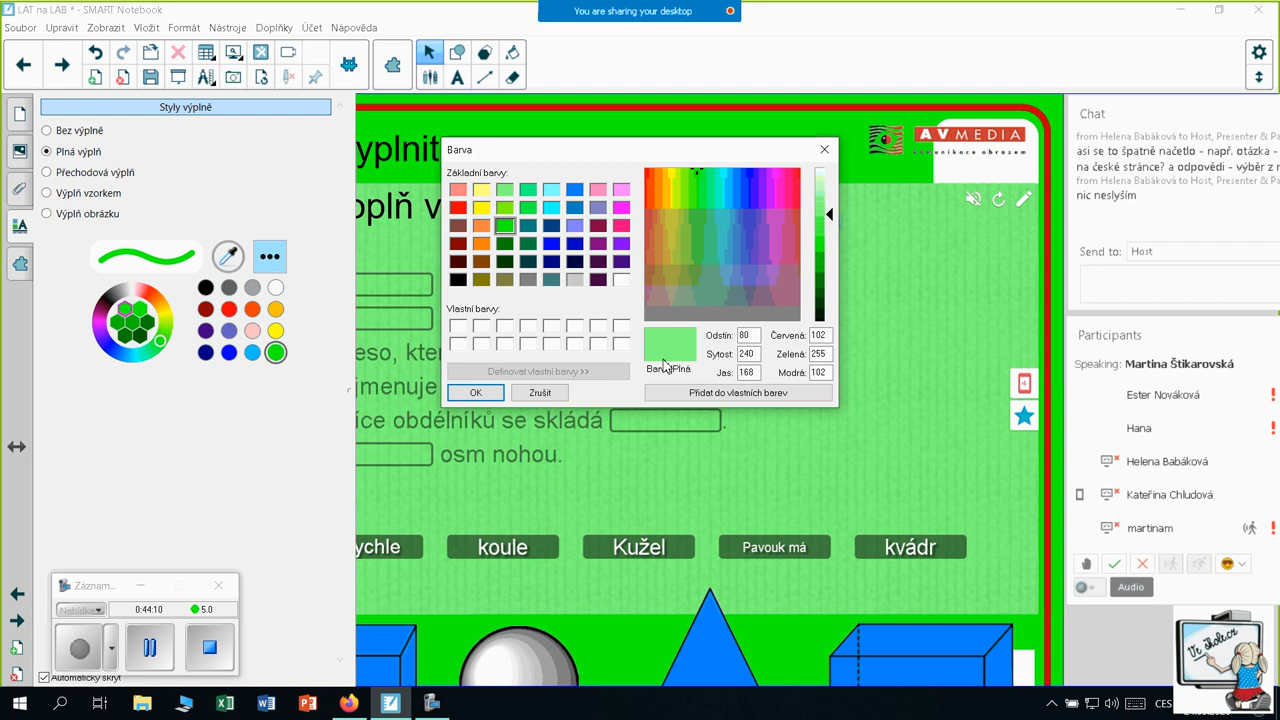 LAT na LAB * - SMART Notebook
You are sharing your desktop
Soubor Upravit Zobrazit Vložit Formát Nástroje Doplňky Účet Nápověda
Styly výplně
Bez výplně
Plná výplň
Přechodová výplň
Výplň vzorkem
Výplň obrázku
yplnit
oplň v
AV MEDIA
komunikace obrazem
Barva
Základní barvy:
Vlastní barvy:
Definovat vlastní barvy >>
OK
Zrušit
Barva|Plná
Odstín: 80
Sytost: 240
Jas: 168
Červená: 102
Zelená: 255
Modrá: 102
Přidat do vlastních barev
eso, kte
jmenuje
íce obdélníků se skládá .
osm nohou.
ychle
koule
Kužel
Pavouk má
kvádr
Chat
from Helena Babáková to Host, Presenter & Pa
asi se to špatně načetlo - např. otázka -
na české stránce? a odpovědi - výběr z n
from Helena Babáková to Host, Presenter & Pa
nic neslyším
Send to: Host
Participants
Speaking: Martina Štikarovská
Ester Nováková
Hana
Helena Babáková
Kateřina Chludová
martinam
Audio
Záznam...
Nabídka
0:44:10
5.0
Automaticky skrýt
Ve škole.cz
CES